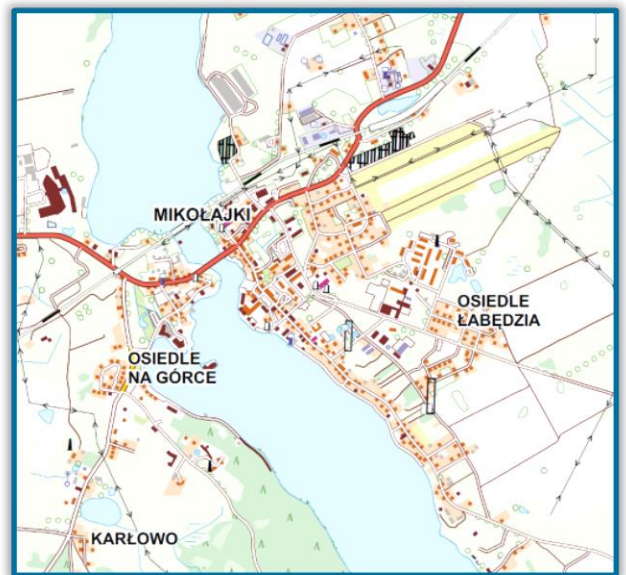 MIKOŁAJKI
OSIEDLE
ŁABĘDZIA
OSIEDLE
NA GÓRCE
KARŁOWO